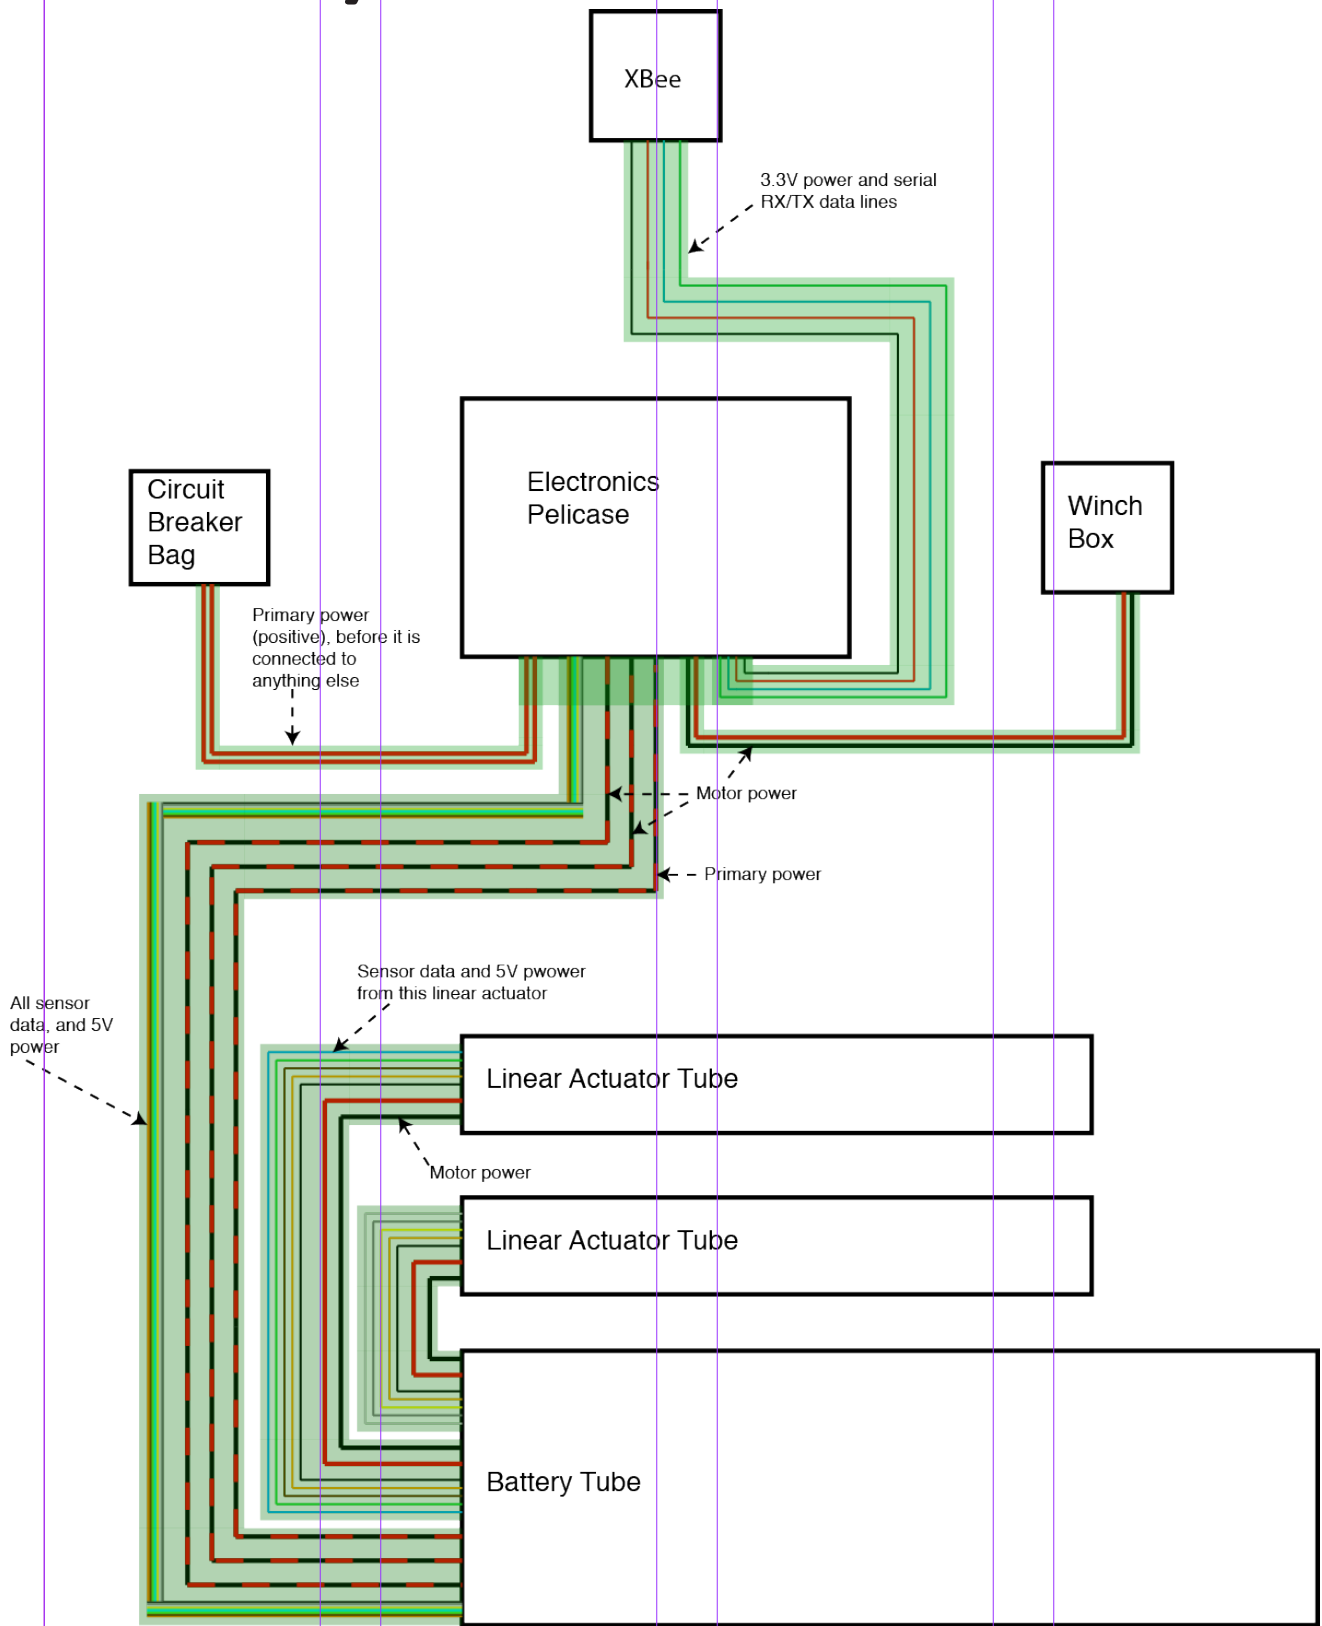 XBee
3.3V power and serial
RX/TX data lines
Electronics
Pelicase
Circuit
Breaker
Bag
Winch
Box
Primary power
(positive), before it is
connected to
anything else
Motor power
Primary power
Sensor data and 5V pwower
from this linear actuator
All sensor
data, and 5V
power
Linear Actuator Tube
Motor power
Linear Actuator Tube
Battery Tube